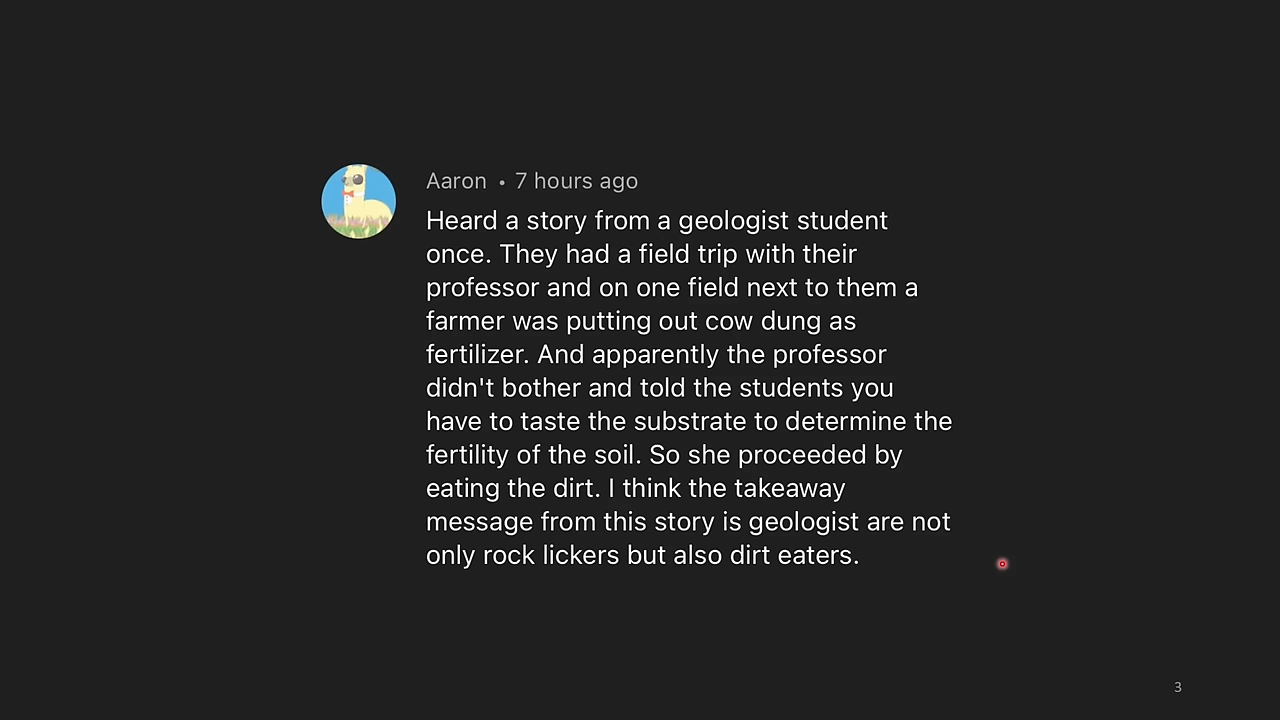 Aaron • 7 hours ago
Heard a story from a geologist student
once. They had a field trip with their
professor and on one field next to them a
farmer was putting out cow dung as
fertilizer. And apparently the professor
didn't bother and told the students you
have to taste the substrate to determine the
fertility of the soil. So she proceeded by
eating the dirt. I think the takeaway
message from this story is geologist are not
only rock lickers but also dirt eaters.
3